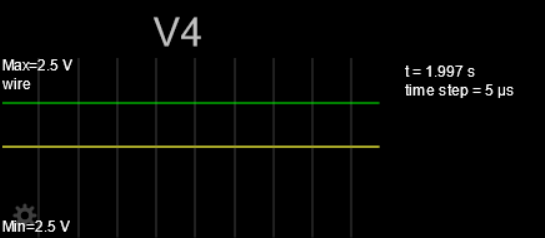 V4
Max=2.5 V
wire
t = 1.997 s
time step = 5 μs
Min=2.5 V